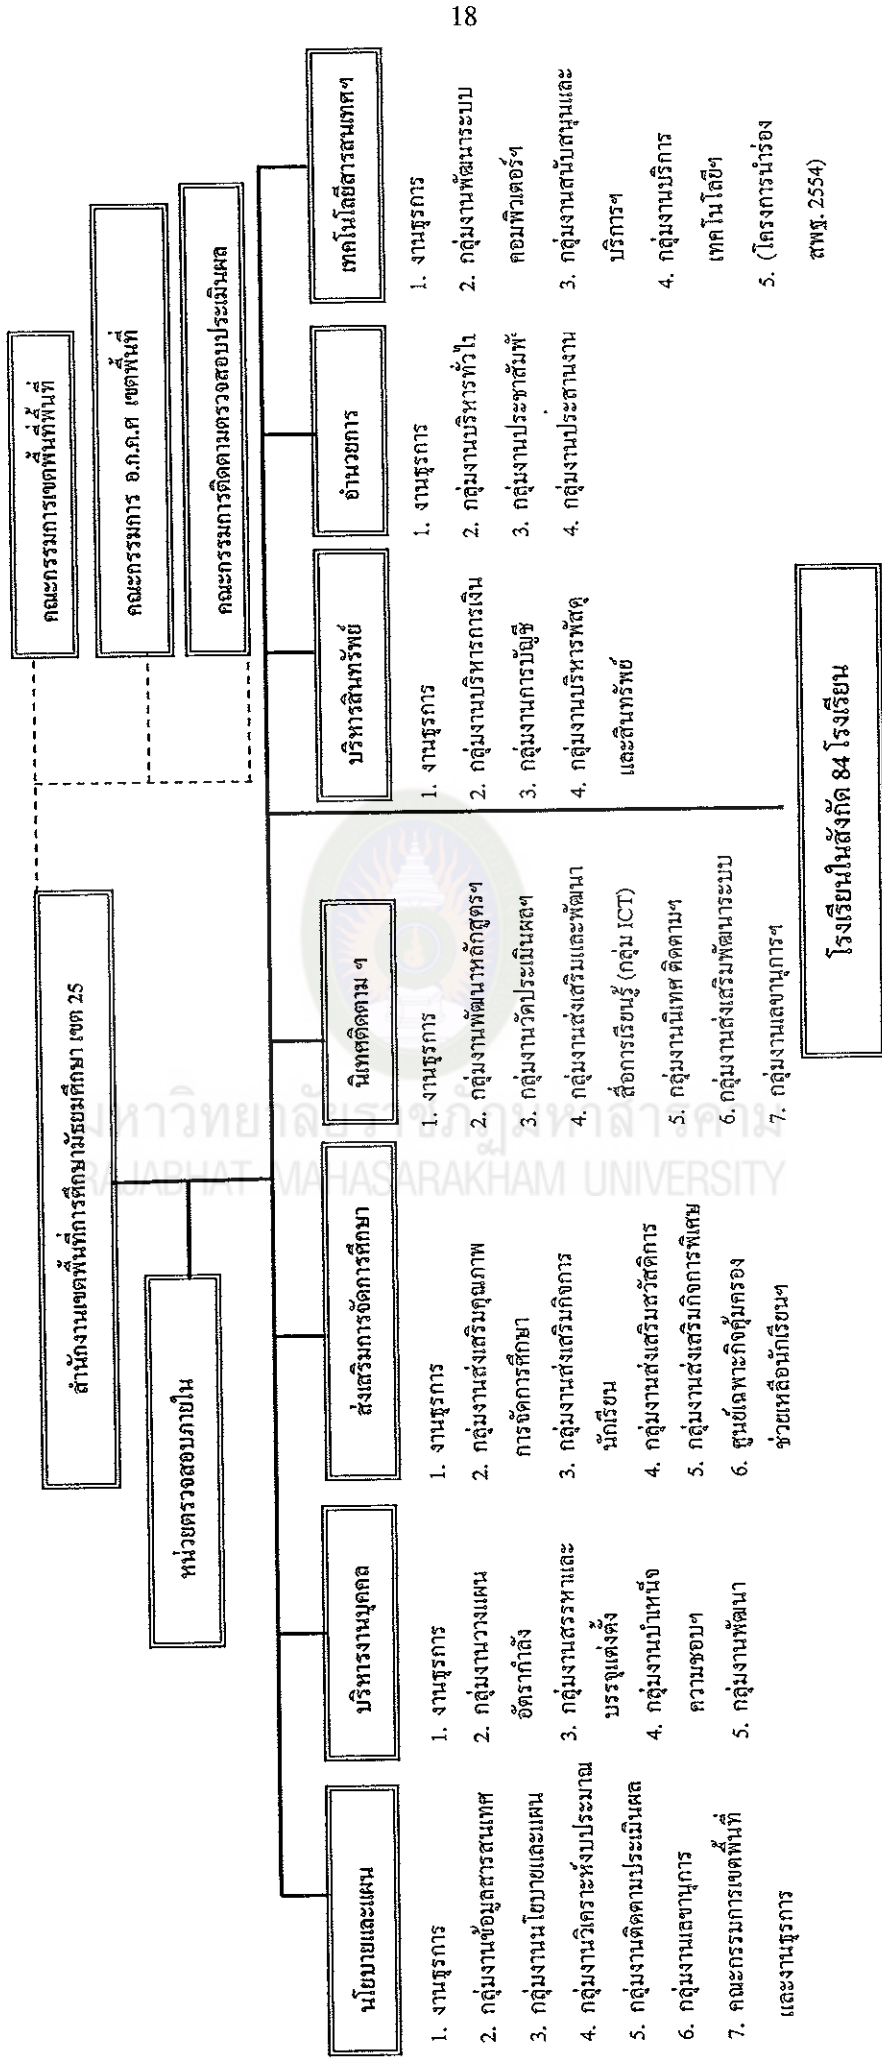 18
สำนักงานเขตพื้นที่การศึกษามัธยมศึกษา เขต 25
คณะกรรมการเขตพื้นที่พื้นที่
คณะกรรมการ อ.ก.ค.ศ เขตพื้นที่
คณะกรรมการติดตามตรวจสอบประเมินผล
หน่วยตรวจสอบภายใน
นโยบายและแผน
1. งานธุรการ
2. กลุ่มงานข้อมูลสารสนเทศ
3. กลุ่มงานนโยบายและแผน
4. กลุ่มงานวิเคราะห์งบประมาณ
5. กลุ่มงานติดตามประเมินผล
6. กลุ่มงานเลขานุการ
7. คณะกรรมการเขตพื้นที่
และงานธุรการ
บริหารงานบุคคล
1. งานธุรการ
2. กลุ่มงานวางแผน
อัตรากำลัง
3. กลุ่มงานสรรหาและ
บรรจุแต่งตั้ง
4. กลุ่มงานบำเหน็จ
ความชอบฯ
5. กลุ่มงานพัฒนา
ส่งเสริมการจัดการศึกษา
1. งานธุรการ
2. กลุ่มงานส่งเสริมคุณภาพ
การจัดการศึกษา
3. กลุ่มงานส่งเสริมกิจการ
นักเรียน
4. กลุ่มงานส่งเสริมสวัสดิการ
5. กลุ่มงานส่งเสริมกิจการพิเศษ
6. ศูนย์เฉพาะกิจคุ้มครอง
ช่วยเหลือนักเรียนฯ
นิเทศติดตาม ฯ
1. งานธุรการ
2. กลุ่มงานพัฒนาหลักสูตรฯ
3. กลุ่มงานวัดประเมินผลฯ
4. กลุ่มงานส่งเสริมและพัฒนา
สื่อการเรียนรู้ (กลุ่ม ICT)
5. กลุ่มงานนิเทศ ติดตามฯ
6. กลุ่มงานส่งเสริมพัฒนาระบบ
7. กลุ่มงานเลขานุการฯ
บริหารสินทรัพย์
1. งานธุรการ
2. กลุ่มงานบริหารการเงิน
3. กลุ่มงานการบัญชี
4. กลุ่มงานบริหารพัสดุ
และสินทรัพย์
อำนวยการ
1. งานธุรการ
2. กลุ่มงานบริหารทั่วไป
3. กลุ่มงานประชาสัมพั
4. กลุ่มงานประสานงาน
เทคโนโลยีสารสนเทศฯ
1. งานธุรการ
2. กลุ่มงานพัฒนาระบบ
คอมพิวเตอร์ฯ
3. กลุ่มงานสนับสนุนและ
บริการฯ
4. กลุ่มงานบริการ
เทคโนโลยีฯ
5. (โครงการนำร่อง
สพฐ. 2554)
โรงเรียนในสังกัด 84 โรงเรียน
มหาวิทยาลัยราชภัฏมหาสารคาม
RAJABHAT MAHASARAKHAM UNIVERSITY